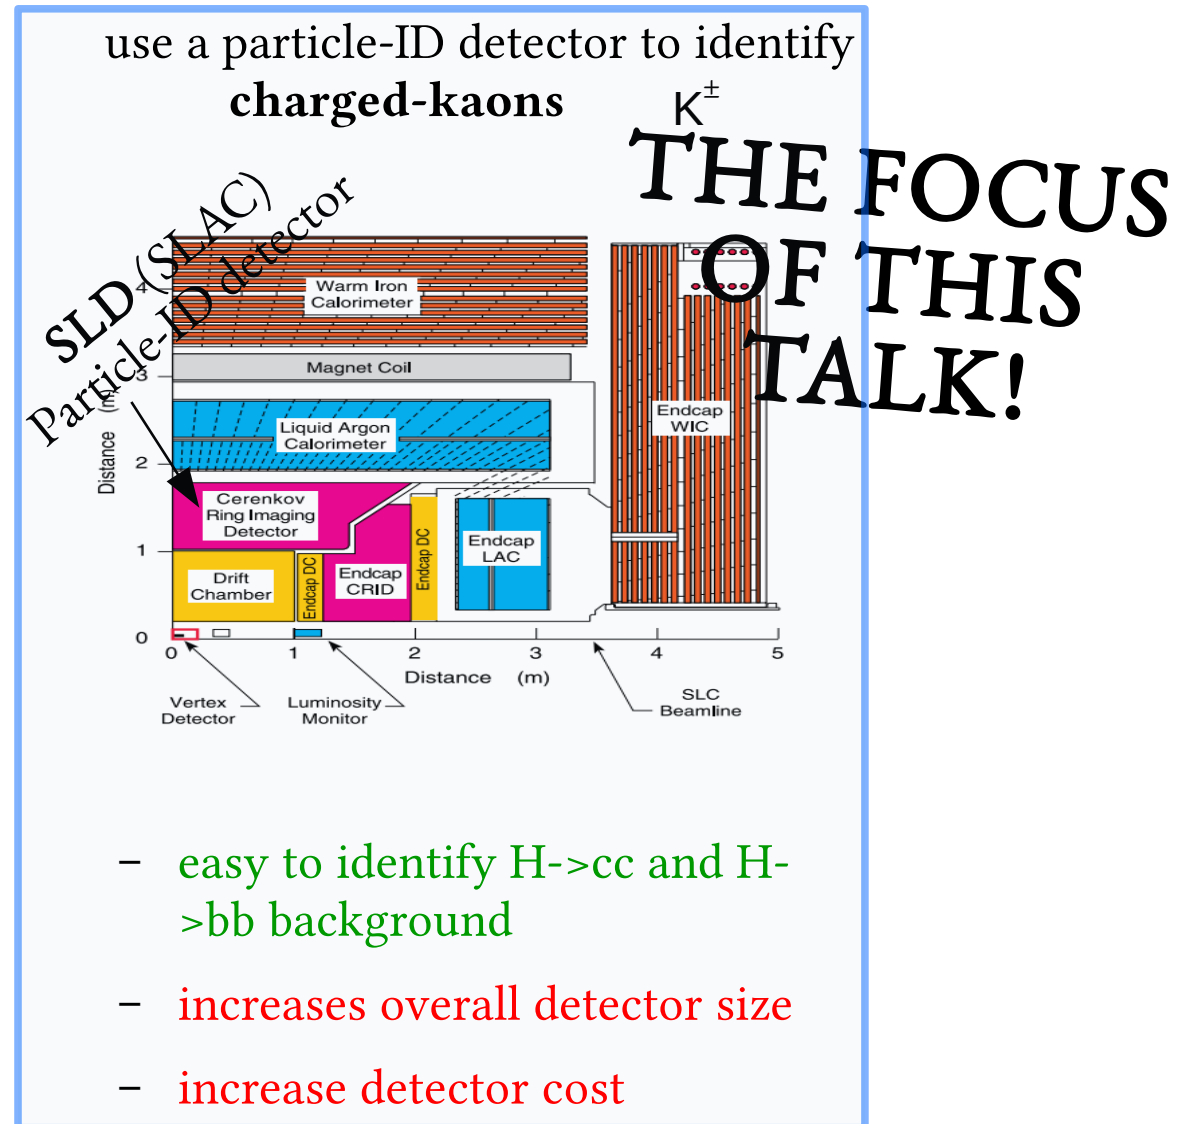 use a particle-ID detector to identify
charged-kaons K±
THE FOCUS
OF THIS
TALK!
SLD (SLAC)
Particle-ID detector
Warm Iron
Calorimeter
Magnet Coil
Liquid Argon
Calorimeter
Cerenkov
Ring Imaging
Detector
Drift
Chamber
Endcap DC
Endcap
CRID
Endcap DC
Endcap
LAC
Endcap
WIC
Distance (m)
4
3
2
1
0
0 1 2 3 4 5
Distance (m)
Vertex
Detector
Luminosity
Monitor
SLC
Beamline
– easy to identify H->cc and H-
>bb background
– increases overall detector size
– increase detector cost